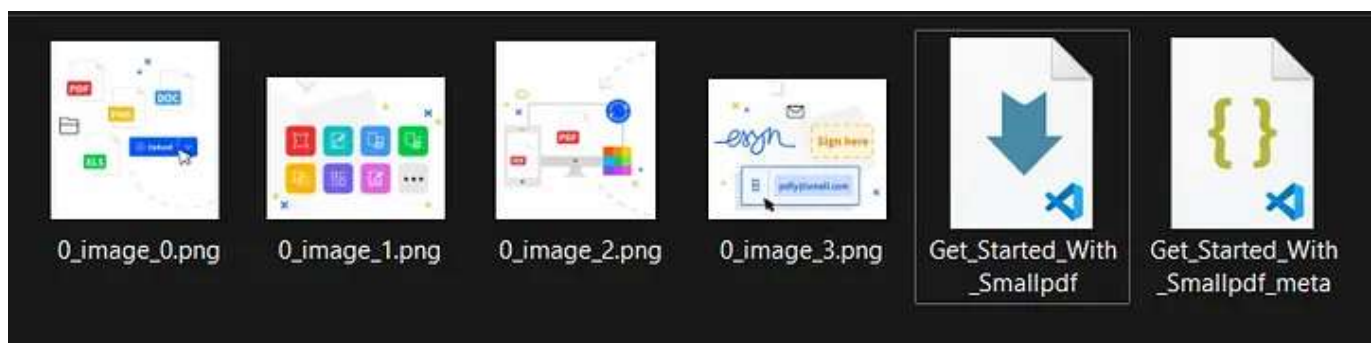 PDF
DOC
PNG
Upload
XLS
PDF
esgn
Sign here
0_image_0.png
0_image_1.png
0_image_2.png
0_image_3.png
Get_Started_With
_Smallpdf
Get_Started_With
_Smallpdf_meta